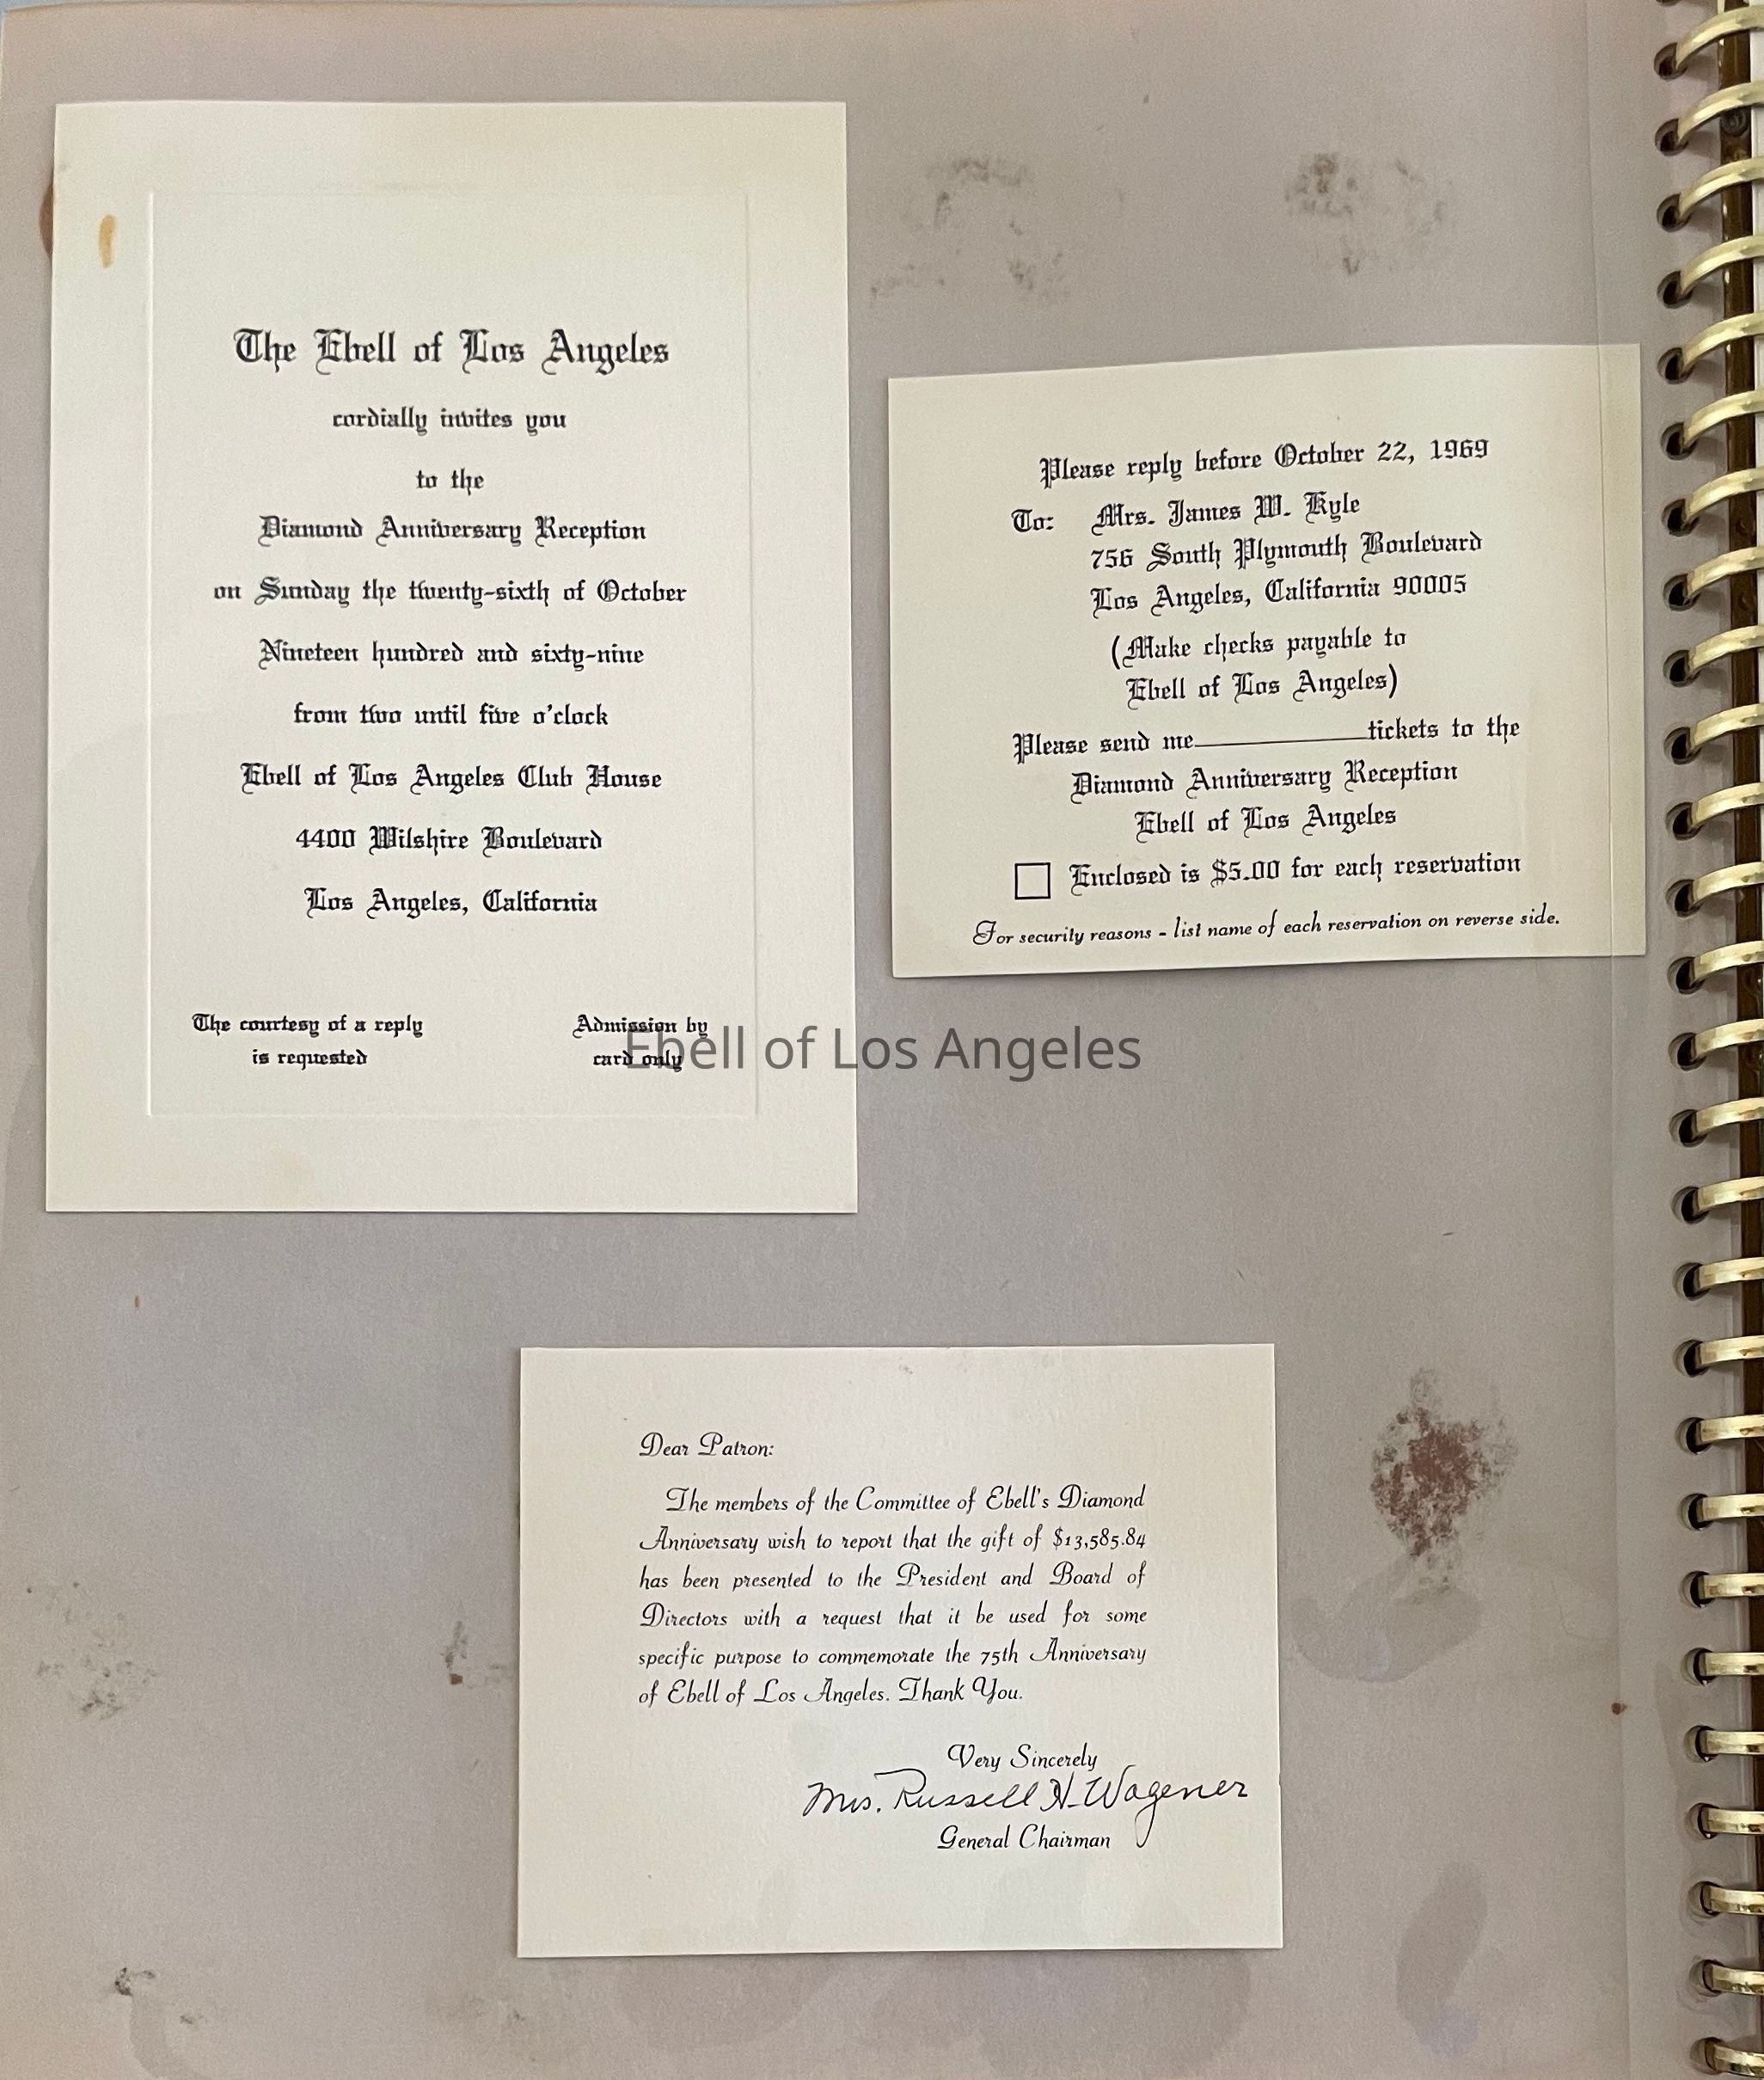 The Ebell of Los Angeles
cordially invites you
to the
Diamond Anniversary Reception
on Sunday the twenty-sixth of October
Nineteen hundred and sixty-nine
from two until five o'clock
Ebell of Los Angeles Club House
4400 Wilshire Boulevard
Los Angeles, California
The courtesy of a reply
is requested
Admission by
card only
Please reply before October 22, 1969
To: Mrs. James W. Kyle
756 South Plymouth Boulevard
Los Angeles, California 90005
(Make checks payable to
Ebell of Los Angeles)
Please send me__________tickets to the
Diamond Anniversary Reception
Ebell of Los Angeles
Enclosed is $5.00 for each reservation
For security reasons - list name of each reservation on reverse side.
Ebell of Los Angeles
Dear Patron:
The members of the Committee of Ebell's Diamond
Anniversary wish to report that the gift of $13,585.84
has been presented to the President and Board of
Directors with a request that it be used for some
specific purpose to commemorate the 75th Anniversary
of Ebell of Los Angeles. Thank You.
Very Sincerely
Mrs. Russell H. Wagener
General Chairman